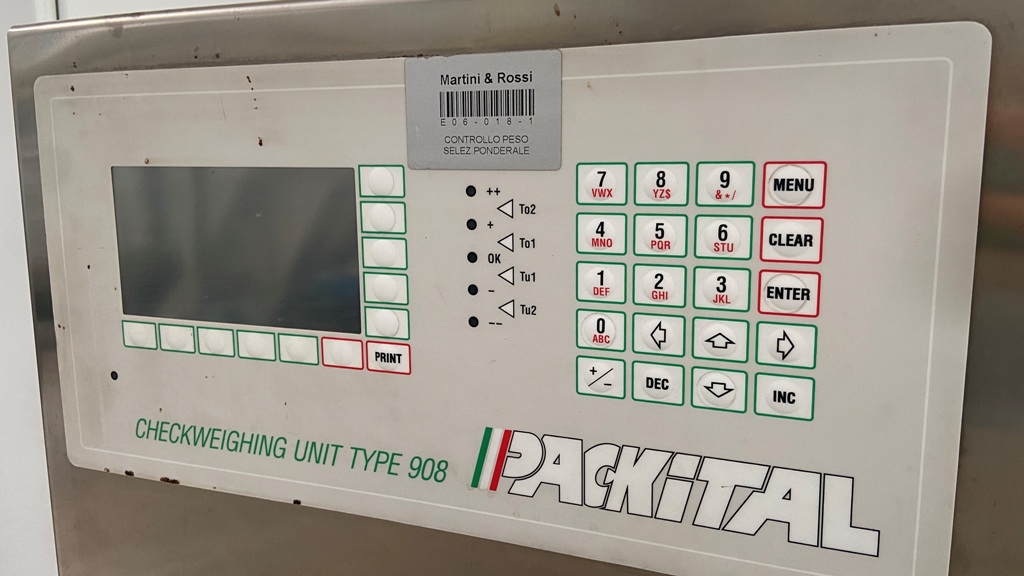 Martini & Rossi
E06-018-1
CONTROLLO PESO
SELEZ PONDERALE
++
To2
+
To1
OK
Tu1
-
Tu2
--
7 8 9 MENU
VWX YZ$ &*/
4 5 6 CLEAR
MNO PQR STU
1 2 3 ENTER
DEF GHI JKL
0
ABC
+/- DEC INC
PRINT
CHECKWEIGHING UNIT TYPE 908
PACKiTAL